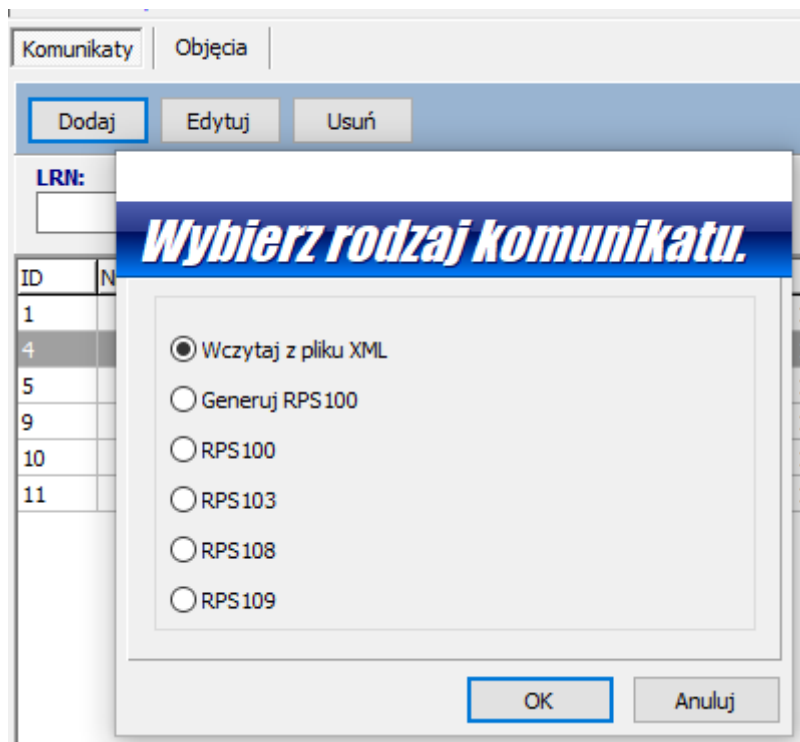 Komunikaty Objęcia
Dodaj Edytuj Usuń
LRN:
Wybierz rodzaj komunikatu.
ID N
1
4
5
9
10
11
Wczytaj z pliku XML
Generuj RPS100
RPS100
RPS103
RPS108
RPS109
OK Anuluj